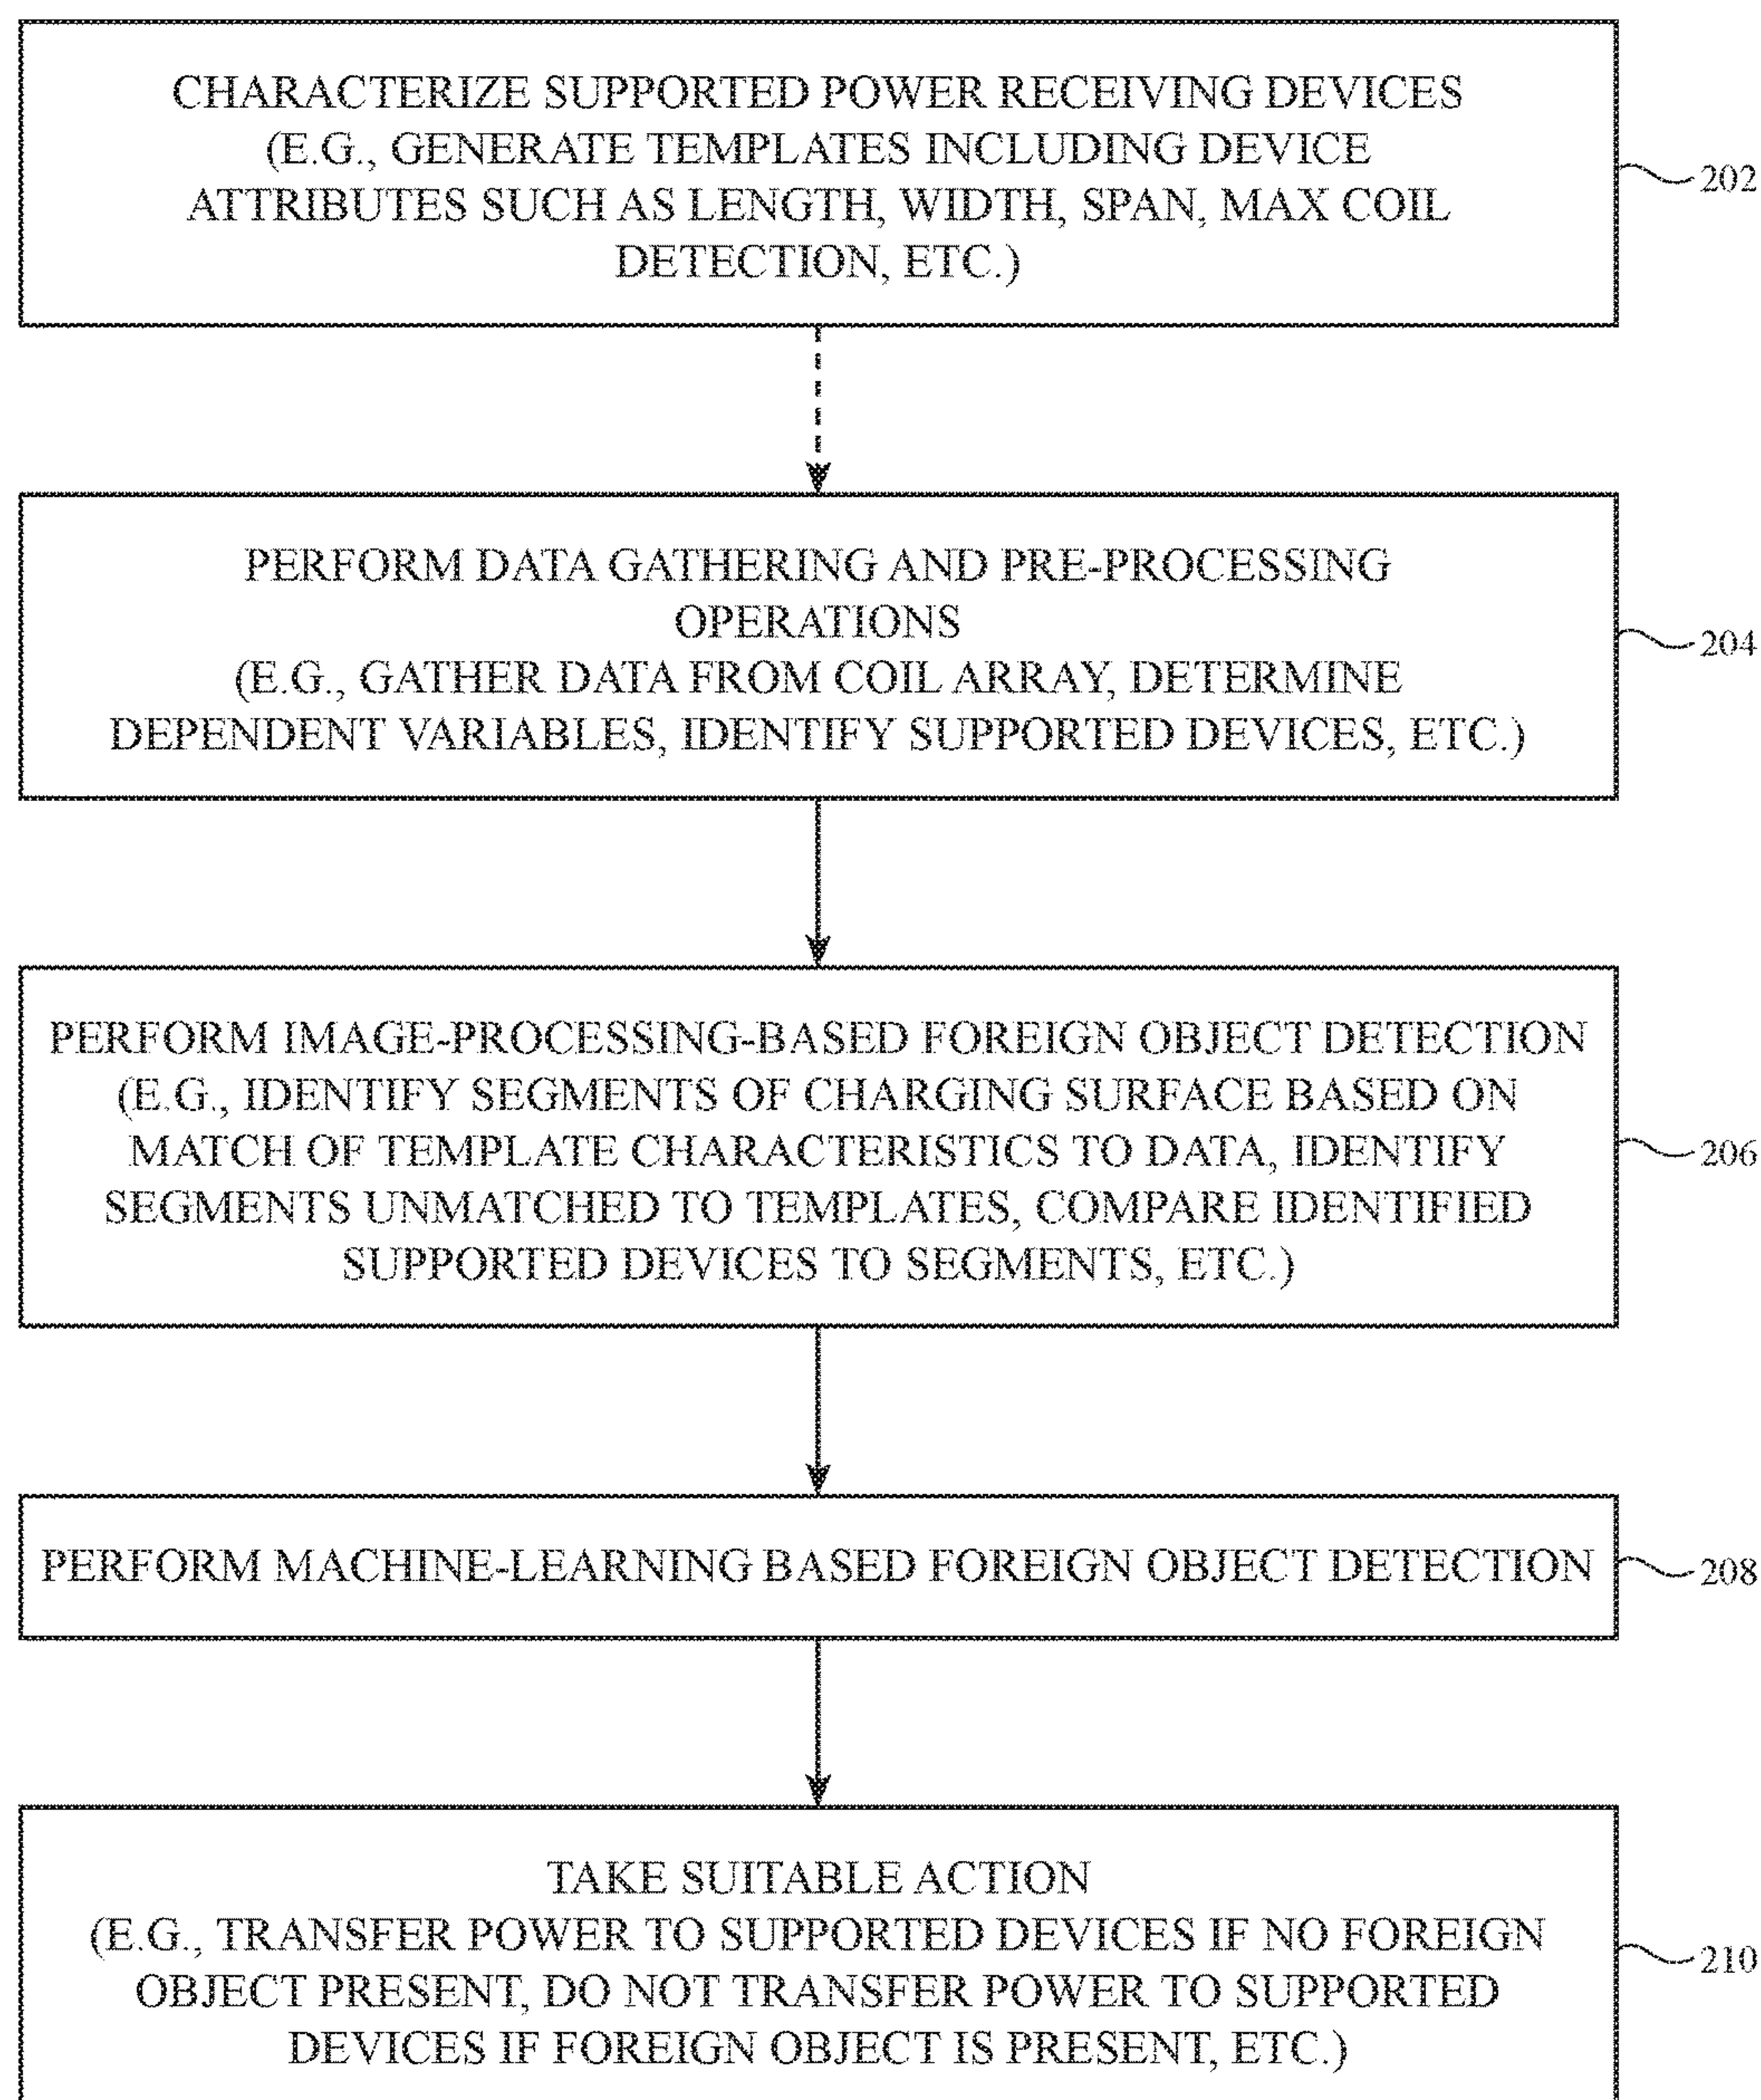 CHARACTERIZE SUPPORTED POWER RECEIVING DEVICES
(E.G., GENERATE TEMPLATES INCLUDING DEVICE
ATTRIBUTES SUCH AS LENGTH, WIDTH, SPAN, MAX COIL
DETECTION, ETC.)
202
PERFORM DATA GATHERING AND PRE-PROCESSING
OPERATIONS
(E.G., GATHER DATA FROM COIL ARRAY, DETERMINE
DEPENDENT VARIABLES, IDENTIFY SUPPORTED DEVICES, ETC.)
204
PERFORM IMAGE-PROCESSING-BASED FOREIGN OBJECT DETECTION
(E.G., IDENTIFY SEGMENTS OF CHARGING SURFACE BASED ON
MATCH OF TEMPLATE CHARACTERISTICS TO DATA, IDENTIFY
SEGMENTS UNMATCHED TO TEMPLATES, COMPARE IDENTIFIED
SUPPORTED DEVICES TO SEGMENTS, ETC.)
206
PERFORM MACHINE-LEARNING BASED FOREIGN OBJECT DETECTION
208
TAKE SUITABLE ACTION
(E.G., TRANSFER POWER TO SUPPORTED DEVICES IF NO FOREIGN
OBJECT PRESENT, DO NOT TRANSFER POWER TO SUPPORTED
DEVICES IF FOREIGN OBJECT IS PRESENT, ETC.)
210